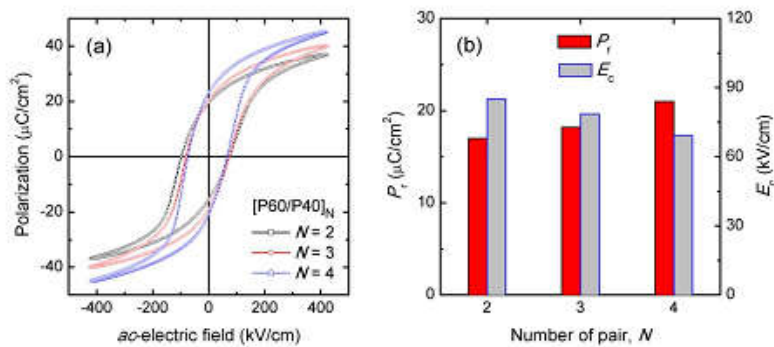 (a)
Polarization (μC/cm²)
40
20
0
-20
-40
[P60/P40]N
N = 2
N = 3
N = 4
-400 -200 0 200 400
ac-electric field (kV/cm)
(b)
Pr
Ec
Pr (μC/cm²)
30
20
10
0
120
90
60
30
0
Ec (kV/cm)
2 3 4
Number of pair, N